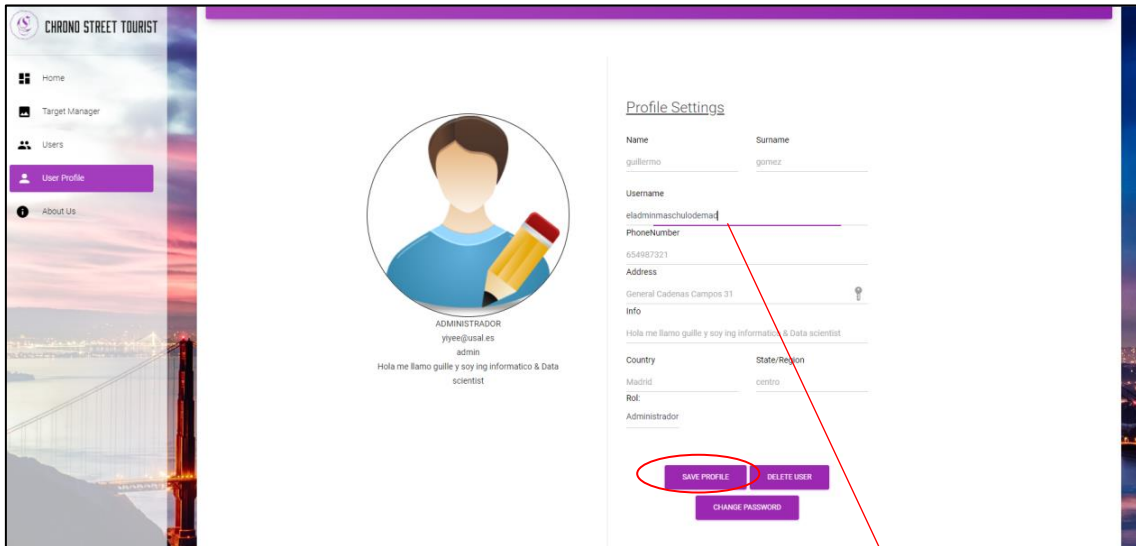 CHRONO STREET TOURIST
Home
Target Manager
Users
User Profile
About Us
ADMINISTRADOR
yiyee@usal.es
admin
Hola me llamo guille y soy ing informatico & Data
scientist
Profile Settings
Name Surname
guillermo gomez
Username
eladminmaschulodemad
PhoneNumber
654987321
Address
General Cadenas Campos 31
Info
Hola me llamo guille y soy ing informatico & Data scientist
Country State/Region
Madrid centro
Rol:
Administrador
SAVE PROFILE DELETE USER
CHANGE PASSWORD